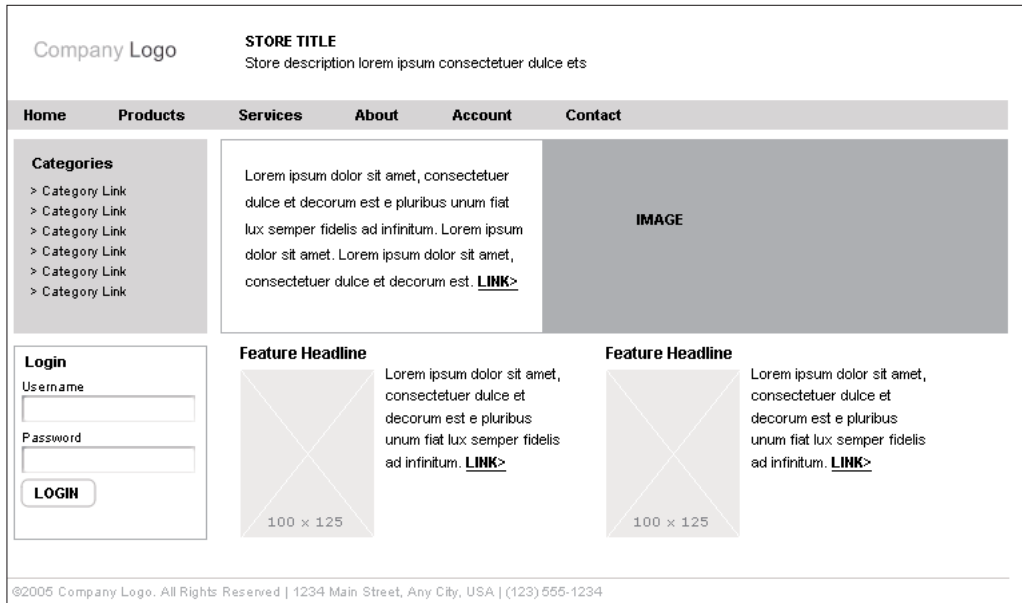 Company Logo
STORE TITLE
Store description lorem ipsum consectetuer dulce ets
Home Products Services About Account Contact
Categories
> Category Link
> Category Link
> Category Link
> Category Link
> Category Link
> Category Link
Lorem ipsum dolor sit amet, consectetuer
dulce et decorum est e pluribus unum fiat
lux semper fidelis ad infinitum. Lorem ipsum
dolor sit amet. Lorem ipsum dolor sit amet,
consectetuer dulce et decorum est. LINK>
IMAGE
Login
Username
Password
LOGIN
Feature Headline
Lorem ipsum dolor sit amet,
consectetuer dulce et
decorum est e pluribus
unum fiat lux semper fidelis
ad infinitum. LINK>
100 x 125
Feature Headline
Lorem ipsum dolor sit amet,
consectetuer dulce et
decorum est e pluribus
unum fiat lux semper fidelis
ad infinitum. LINK>
100 x 125
©2005 Company Logo. All Rights Reserved | 1234 Main Street, Any City, USA | (123) 555-1234